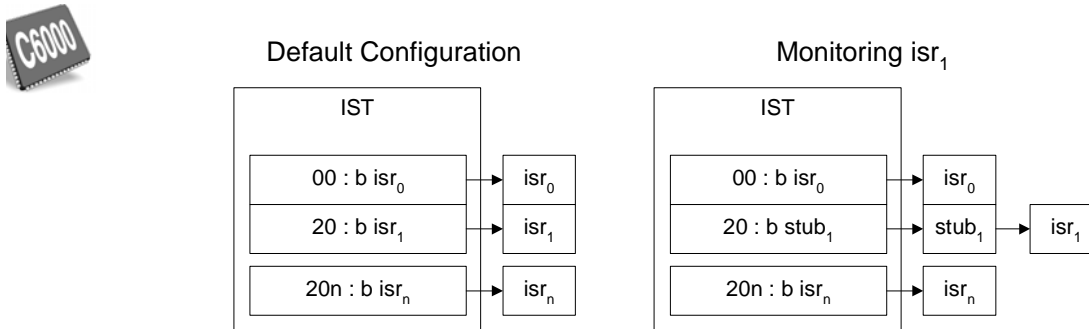 C6000
Default Configuration
IST
00 : b isr₀
isr₀
20 : b isr₁
isr₁
20n : b isrₙ
isrₙ
Monitoring isr₁
IST
00 : b isr₀
isr₀
20 : b stub₁
stub₁
isr₁
20n : b isrₙ
isrₙ